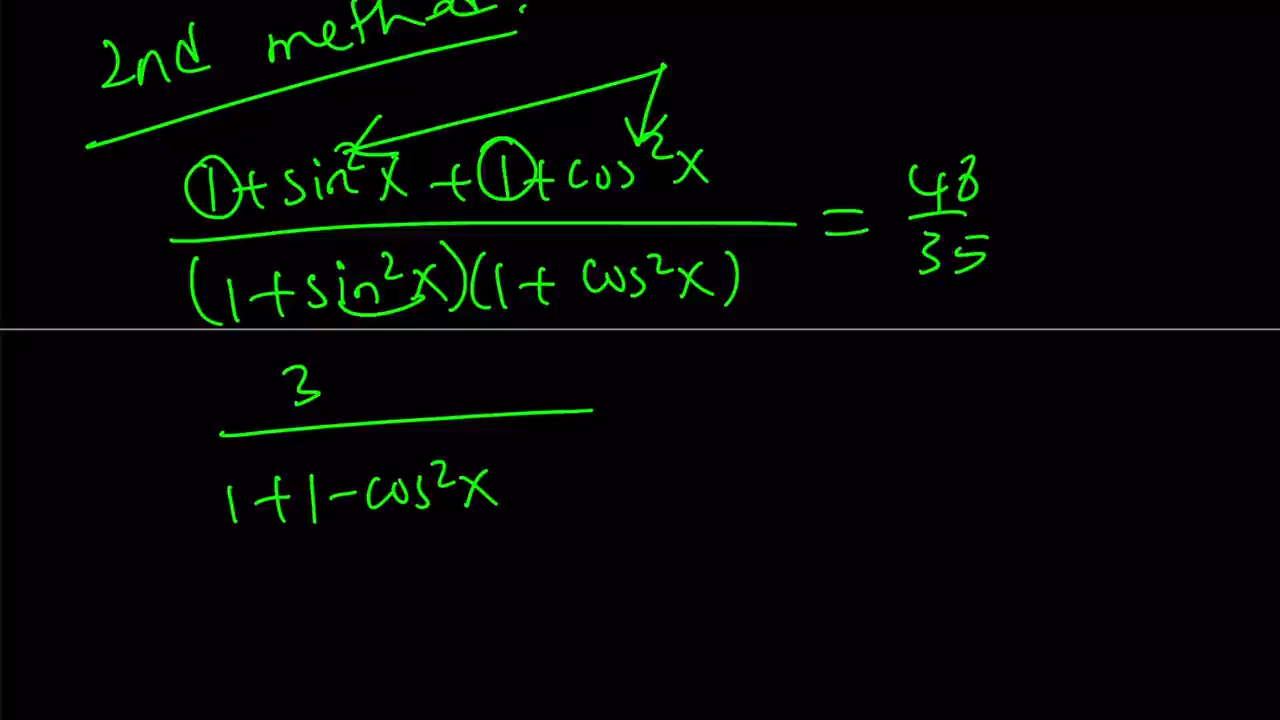 2nd method:
1 + sin²x + 1 + cos²x
(1 + sin²x)(1 + cos²x)
= 48
35
3
1 + 1 - cos²x